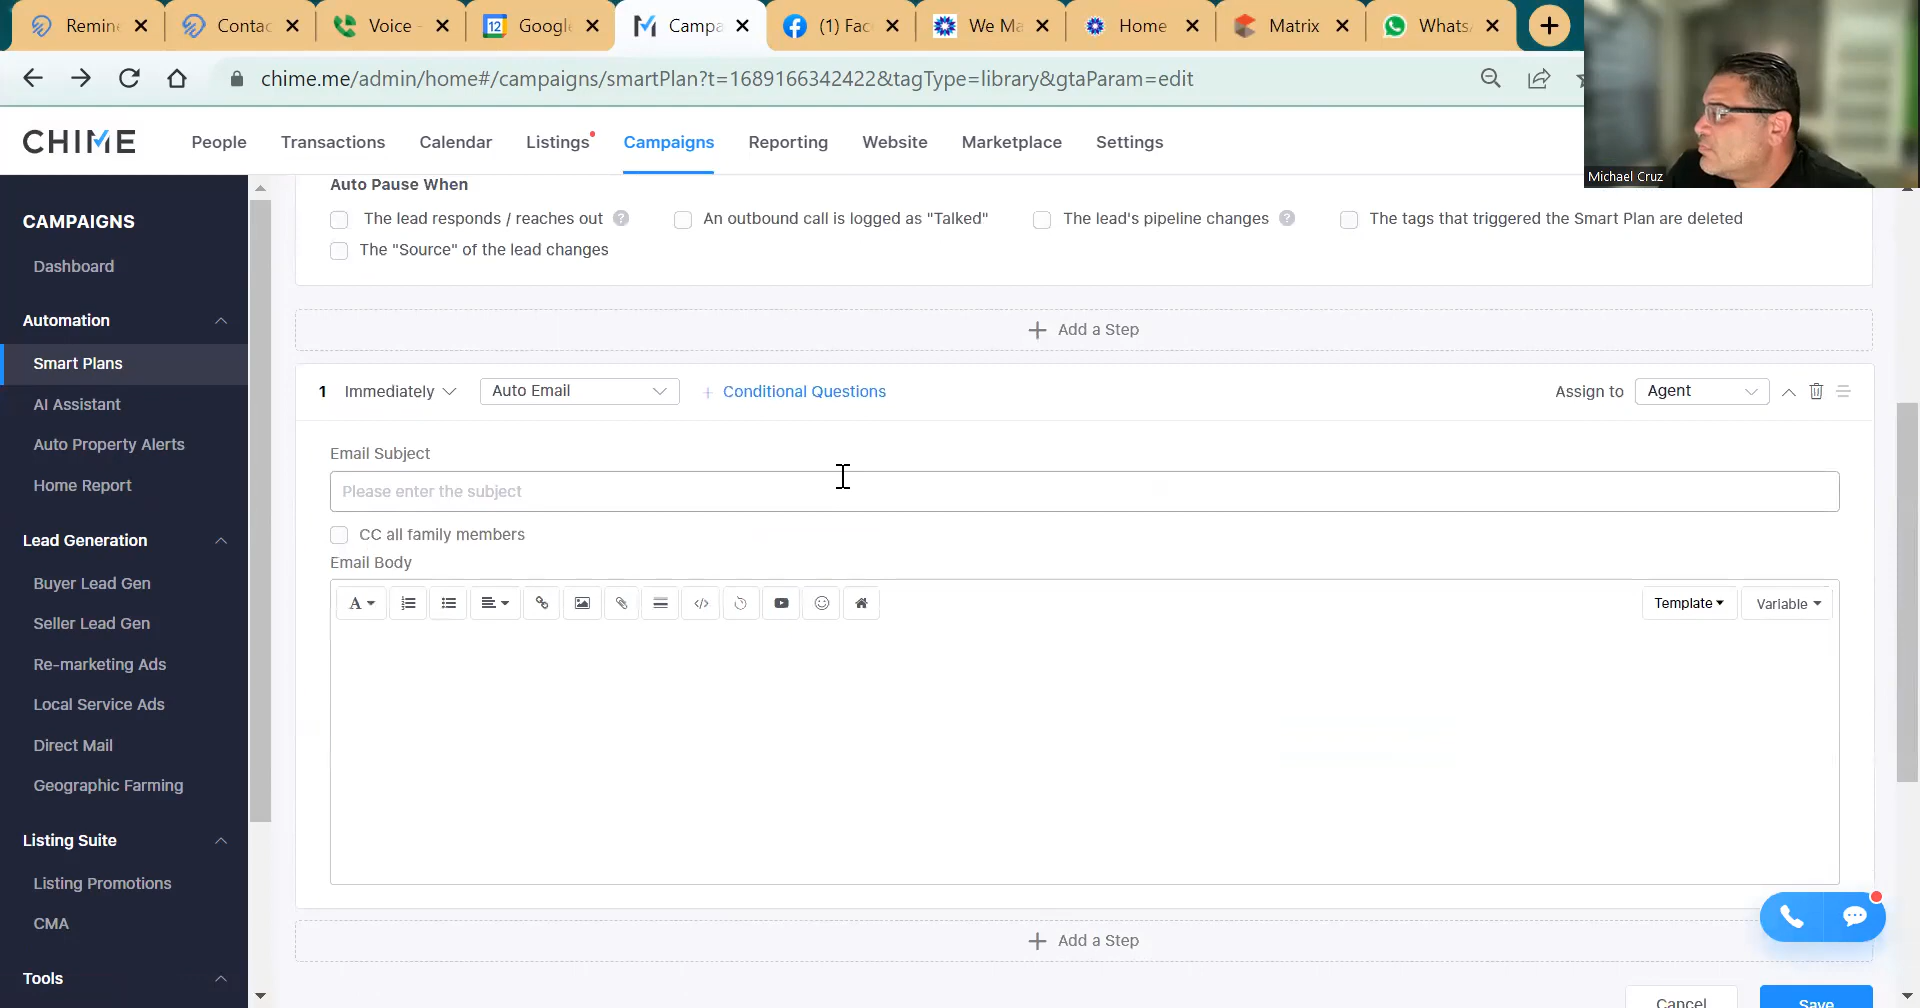 Remine
Contac
Voice -
12
Google
Campa
(1) Fac
We Ma
Home
Matrix
Whats
chime.me/admin/home#/campaigns/smartPlan?t=1689166342422&tagType=library&gtaParam=edit
CHIME
People
Transactions
Calendar
Listings
Campaigns
Reporting
Website
Marketplace
Settings
Michael Cruz
CAMPAIGNS
Dashboard
Automation
Smart Plans
AI Assistant
Auto Property Alerts
Home Report
Lead Generation
Buyer Lead Gen
Seller Lead Gen
Re-marketing Ads
Local Service Ads
Direct Mail
Geographic Farming
Listing Suite
Listing Promotions
CMA
Tools
Auto Pause When
The lead responds / reaches out ?
An outbound call is logged as "Talked"
The lead's pipeline changes ?
The tags that triggered the Smart Plan are deleted
The "Source" of the lead changes
+ Add a Step
1 Immediately
Auto Email
+ Conditional Questions
Assign to
Agent
Email Subject
Please enter the subject
CC all family members
Email Body
A
Template
Variable
+ Add a Step
Cancel
Save